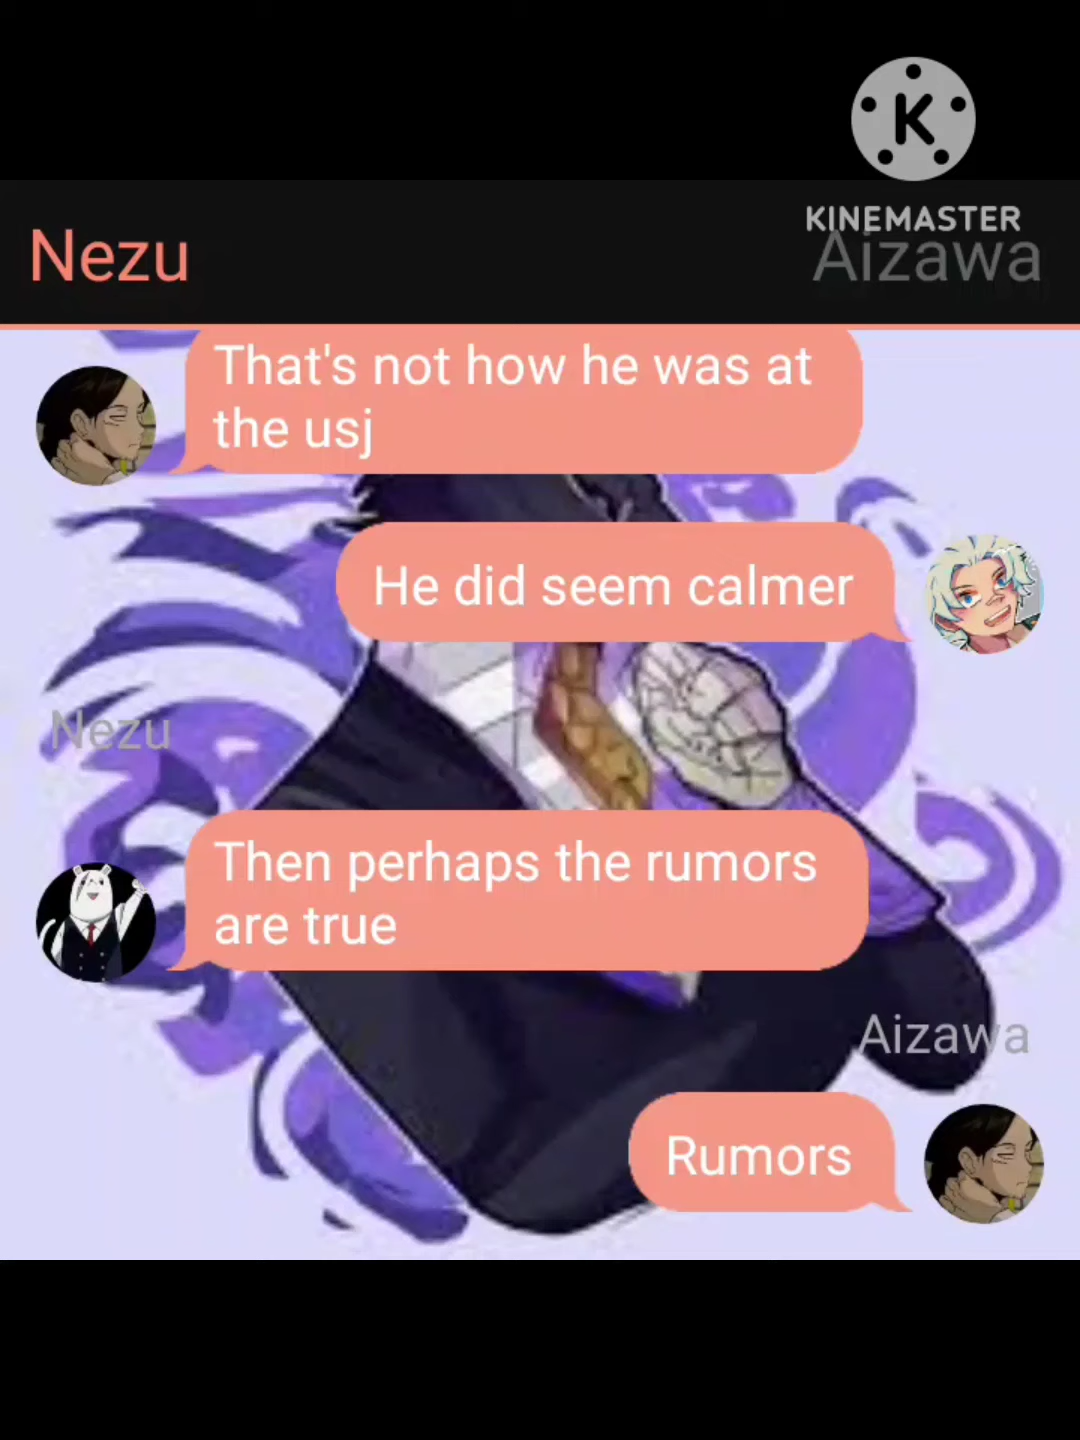 K
KINEMASTER
Nezu
Aizawa
That's not how he was at
the usj
He did seem calmer
Nezu
Then perhaps the rumors
are true
Aizawa
Rumors